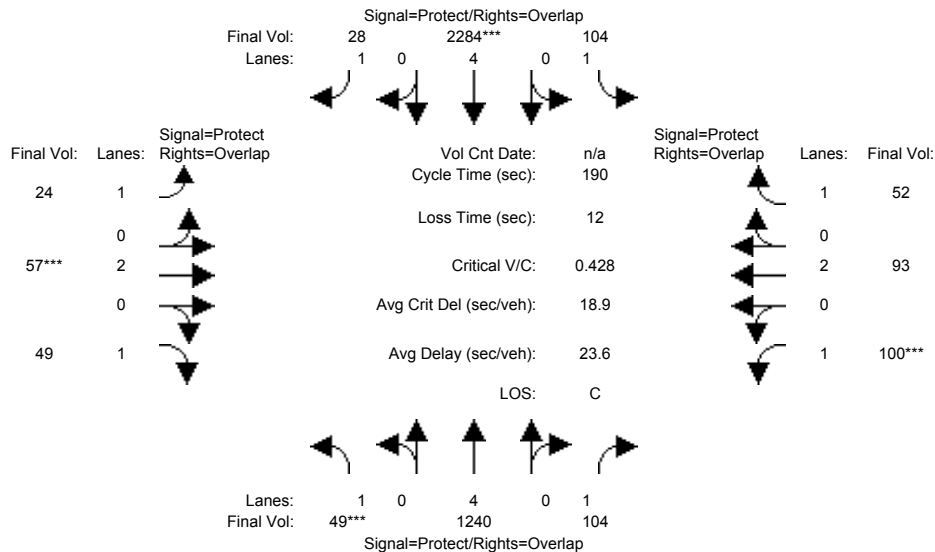 Signal=Protect/Rights=Overlap
Final Vol: 28 2284*** 104
Lanes: 1 0 4 0 1
Signal=Protect
Final Vol: Lanes: Rights=Overlap
Vol Cnt Date: n/a
Signal=Protect
Rights=Overlap Lanes: Final Vol:
Cycle Time (sec): 190
24 1
1 52
Loss Time (sec): 12
0
0
57*** 2
Critical V/C: 0.428
2 93
0
Avg Crit Del (sec/veh): 18.9
0
49 1
Avg Delay (sec/veh): 23.6
1 100***
LOS: C
Lanes: 1 0 4 0 1
Final Vol: 49*** 1240 104
Signal=Protect/Rights=Overlap